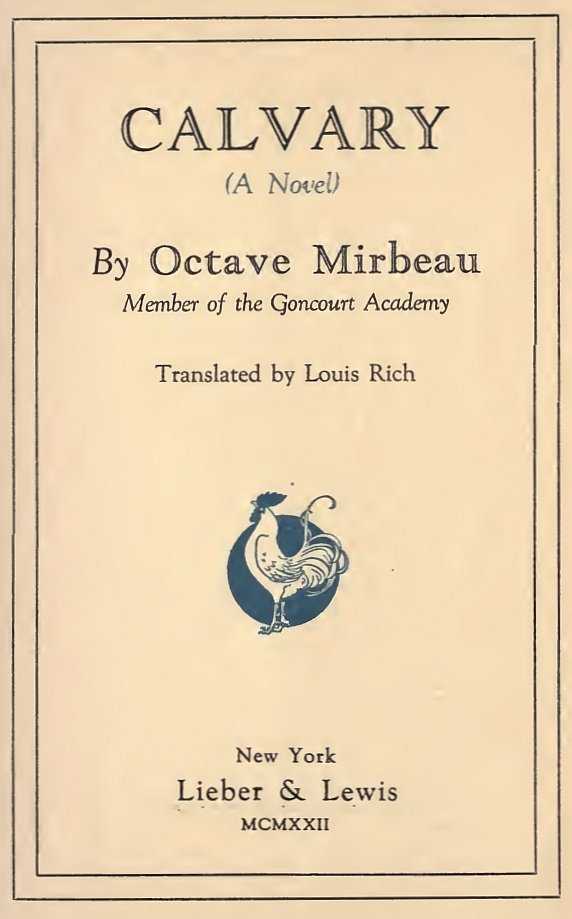 CALVARY
(A Novel)
By Octave Mirbeau
Member of the Goncourt Academy
Translated by Louis Rich
New York
Lieber & Lewis
MCMXXII